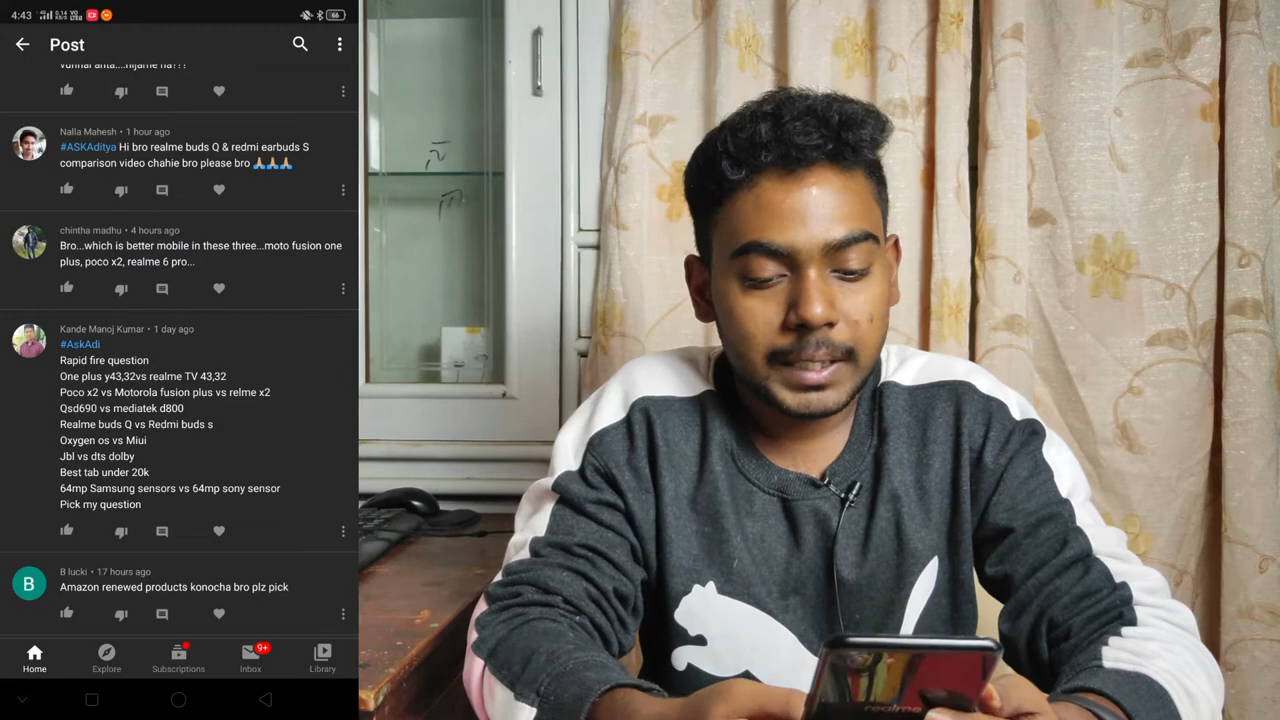 4:43
66
Post
Nalla Mahesh • 1 hour ago
#ASKAditya Hi bro realme buds Q & redmi earbuds S
comparison video chahie bro please bro 🙏🙏🙏
chintha madhu • 4 hours ago
Bro...which is better mobile in these three...moto fusion one
plus, poco x2, realme 6 pro...
Kande Manoj Kumar • 1 day ago
#AskAdi
Rapid fire question
One plus y43,32vs realme TV 43,32
Poco x2 vs Motorola fusion plus vs relme x2
Qsd690 vs mediatek d800
Realme buds Q vs Redmi buds s
Oxygen os vs Miui
Jbl vs dts dolby
Best tab under 20k
64mp Samsung sensors vs 64mp sony sensor
Pick my question
B
B lucki • 17 hours ago
Amazon renewed products konocha bro plz pick
9+
Home
Explore
Subscriptions
Inbox
Library
realme